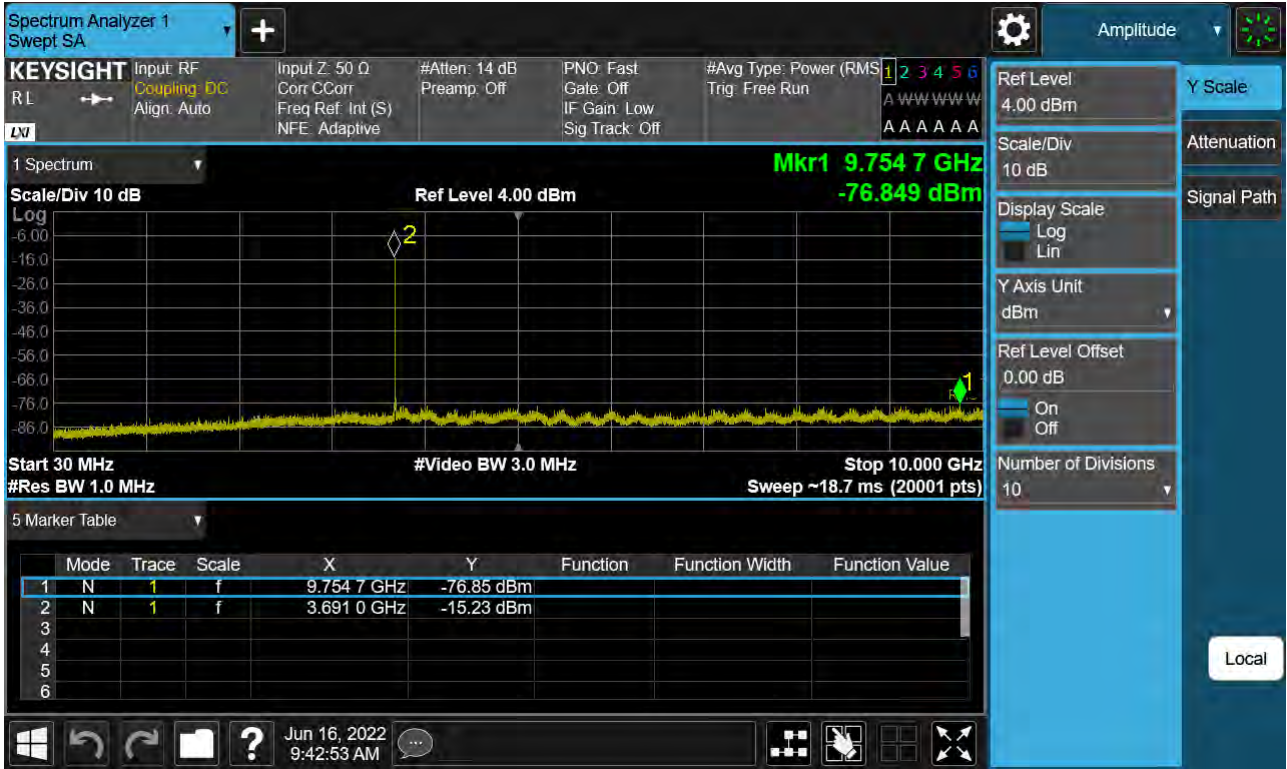 Spectrum Analyzer 1
Swept SA
+
Amplitude
KEYSIGHT
R L
LXI
Input: RF
Coupling: DC
Align: Auto
Input Z: 50 Ω
Corr CCorr
Freq Ref: Int (S)
NFE: Adaptive
#Atten: 14 dB
Preamp: Off
PNO: Fast
Gate: Off
IF Gain: Low
Sig Track: Off
#Avg Type: Power (RMS
Trig: Free Run
1 2 3 4 5 6
A W W W W W
A A A A A A
1 Spectrum
Scale/Div 10 dB
Ref Level 4.00 dBm
Mkr1 9.754 7 GHz
-76.849 dBm
Log
-6.00
-16.0
-26.0
-36.0
-46.0
-56.0
-66.0
-76.0
-86.0
2
1
Start 30 MHz
#Video BW 3.0 MHz
Stop 10.000 GHz
#Res BW 1.0 MHz
Sweep ~18.7 ms (20001 pts)
5 Marker Table
Mode Trace Scale X Y Function Function Width Function Value
1 N 1 f 9.754 7 GHz -76.85 dBm
2 N 1 f 3.691 0 GHz -15.23 dBm
3
4
5
6
Ref Level
4.00 dBm
Scale/Div
10 dB
Display Scale
Log
Lin
Y Axis Unit
dBm
Ref Level Offset
0.00 dB
On
Off
Number of Divisions
10
Y Scale
Attenuation
Signal Path
Local
?
Jun 16, 2022
9:42:53 AM